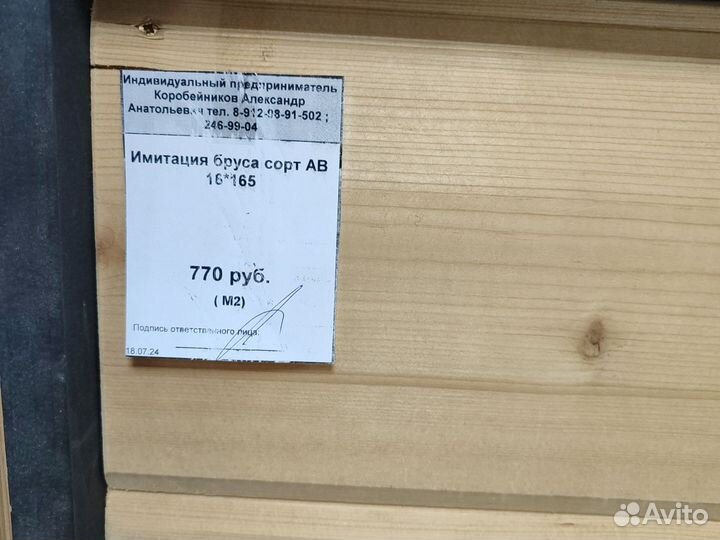 Индивидуальный предприниматель
Коробейников Александр
Анатольевич тел. 8-912-98-91-502 ;
246-99-04
Имитация бруса сорт АВ
16*165
770 руб.
( М2)
Подпись ответственного лица:
18.07.24
Avito